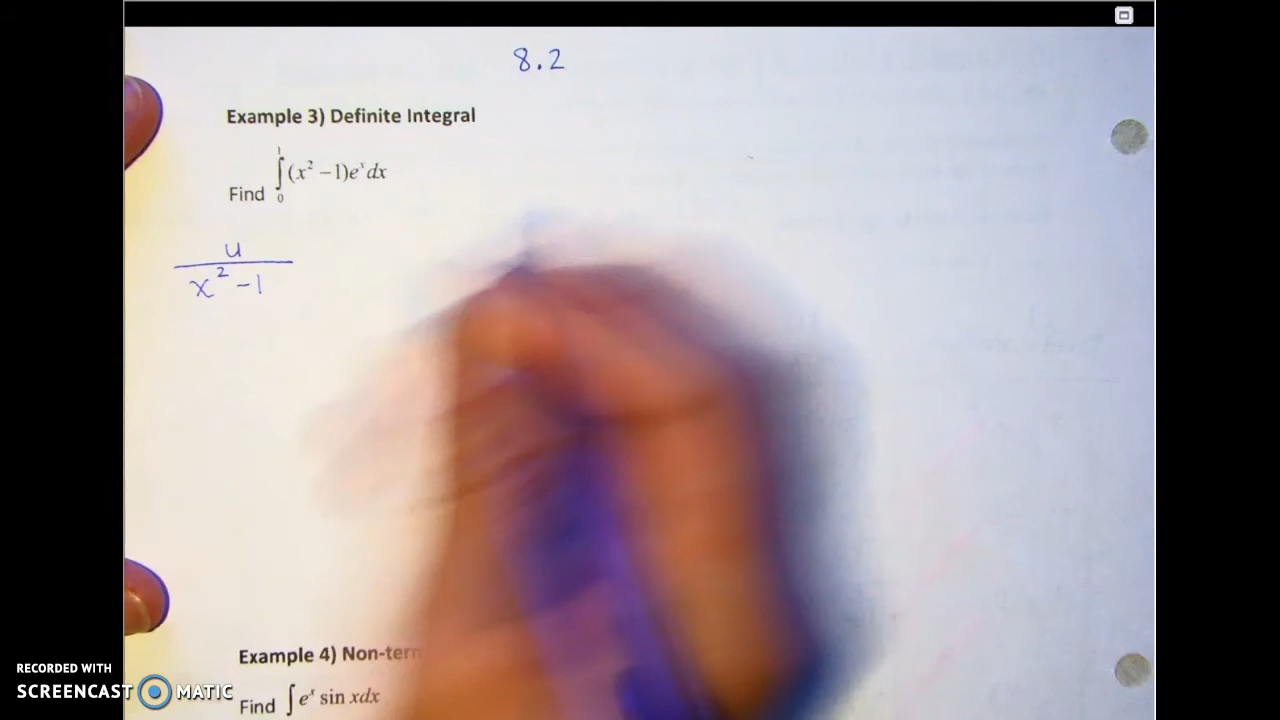 8.2
Example 3) Definite Integral
Find ∫₀¹ (x² − 1)eˣ dx
u
x² − 1
Example 4) Non-ter
Find ∫ eˣ sin xdx
RECORDED WITH
SCREENCAST MATIC